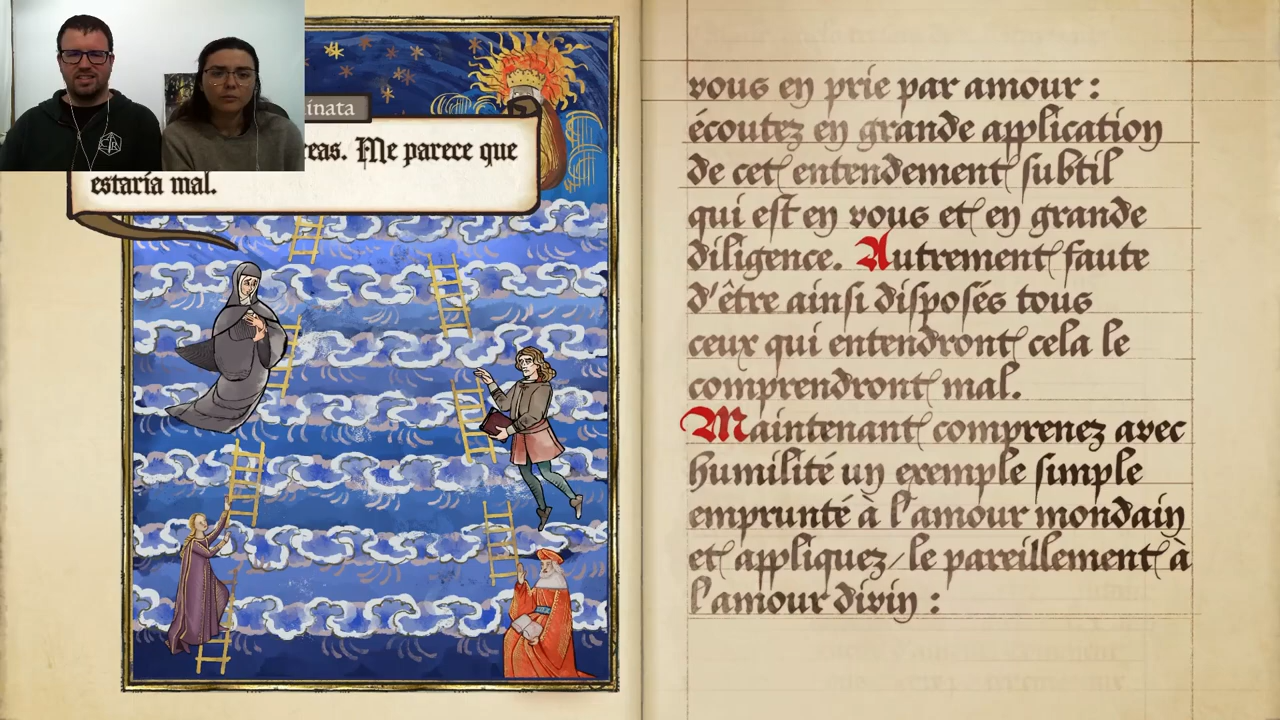 inata
reas. Me parece que
estaría mal.
vous en prie par amour :
écoutez en grande application
de cet entendement subtil
qui est en vous et en grande
diligence. Autrement faute
d'être ainsi disposés tous
ceux qui entendront cela le
comprendront mal.
Maintenant comprenez avec
humilité un exemple simple
emprunté à l'amour mondain
et appliquez-le pareillement à
l'amour divin :